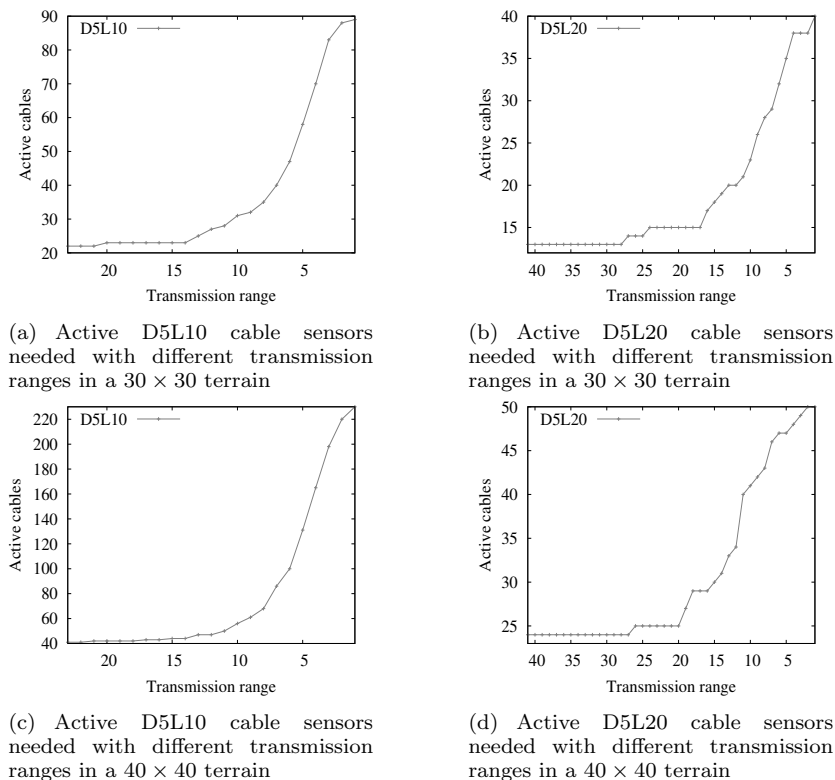 90
80
70
60
50
40
30
20
Active cables
D5L10
20 15 10 5
Transmission range
(a) Active D5L10 cable sensors
needed with different transmission
ranges in a 30 × 30 terrain
40
35
30
25
20
15
Active cables
D5L20
40 35 30 25 20 15 10 5
Transmission range
(b) Active D5L20 cable sensors
needed with different transmission
ranges in a 30 × 30 terrain
220
200
180
160
140
120
100
80
60
40
Active cables
D5L10
20 15 10 5
Transmission range
(c) Active D5L10 cable sensors
needed with different transmission
ranges in a 40 × 40 terrain
50
45
40
35
30
25
Active cables
D5L20
40 35 30 25 20 15 10 5
Transmission range
(d) Active D5L20 cable sensors
needed with different transmission
ranges in a 40 × 40 terrain